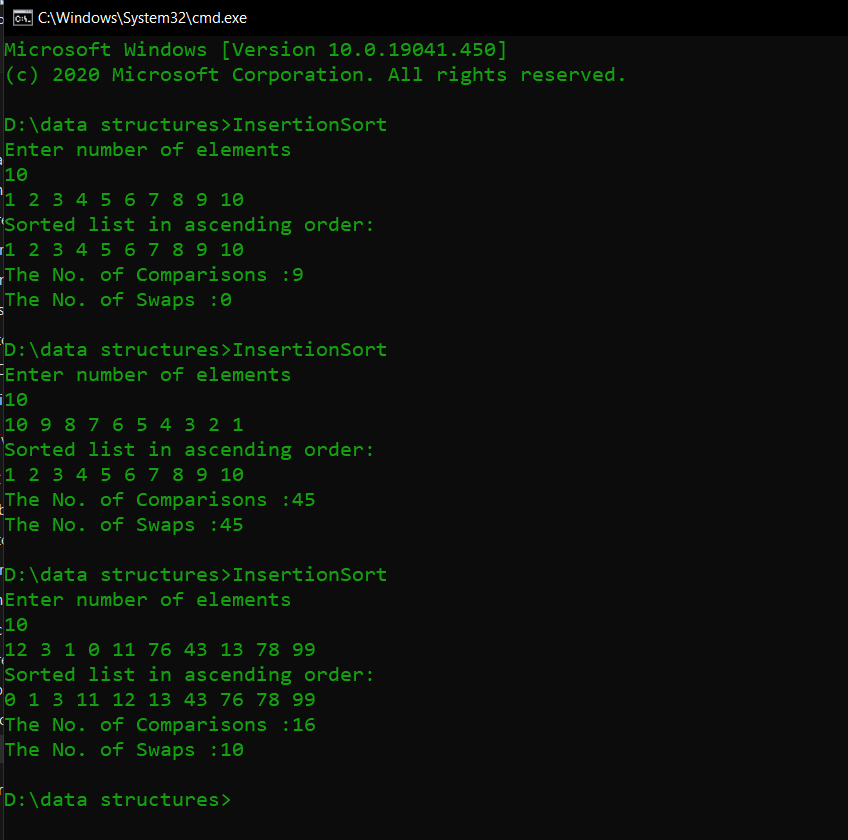 C:\Windows\System32\cmd.exe
Microsoft Windows [Version 10.0.19041.450]
(c) 2020 Microsoft Corporation. All rights reserved.
D:\data structures>InsertionSort
Enter number of elements
10
1 2 3 4 5 6 7 8 9 10
Sorted list in ascending order:
1 2 3 4 5 6 7 8 9 10
The No. of Comparisons :9
The No. of Swaps :0
D:\data structures>InsertionSort
Enter number of elements
10
10 9 8 7 6 5 4 3 2 1
Sorted list in ascending order:
1 2 3 4 5 6 7 8 9 10
The No. of Comparisons :45
The No. of Swaps :45
D:\data structures>InsertionSort
Enter number of elements
10
12 3 1 0 11 76 43 13 78 99
Sorted list in ascending order:
0 1 3 11 12 13 43 76 78 99
The No. of Comparisons :16
The No. of Swaps :10
D:\data structures>